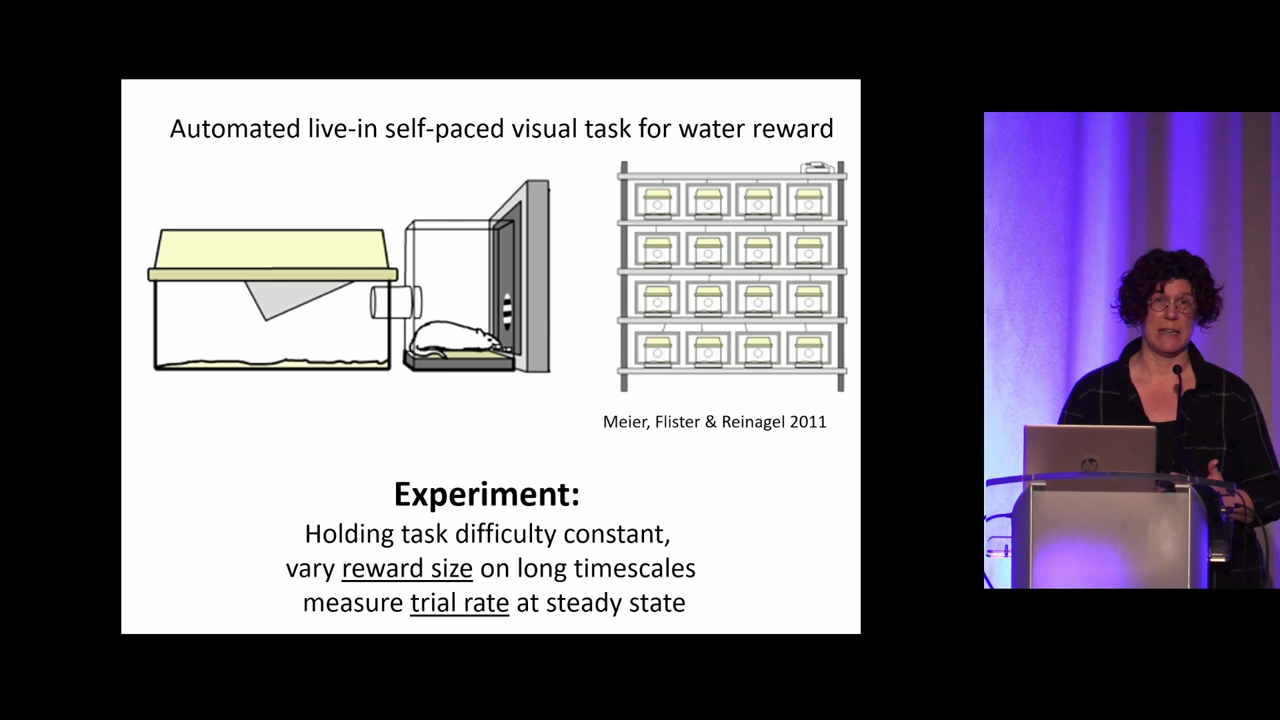 Automated live-in self-paced visual task for water reward
Meier, Flister & Reinagel 2011
Experiment:
Holding task difficulty constant,
vary reward size on long timescales
measure trial rate at steady state
hp